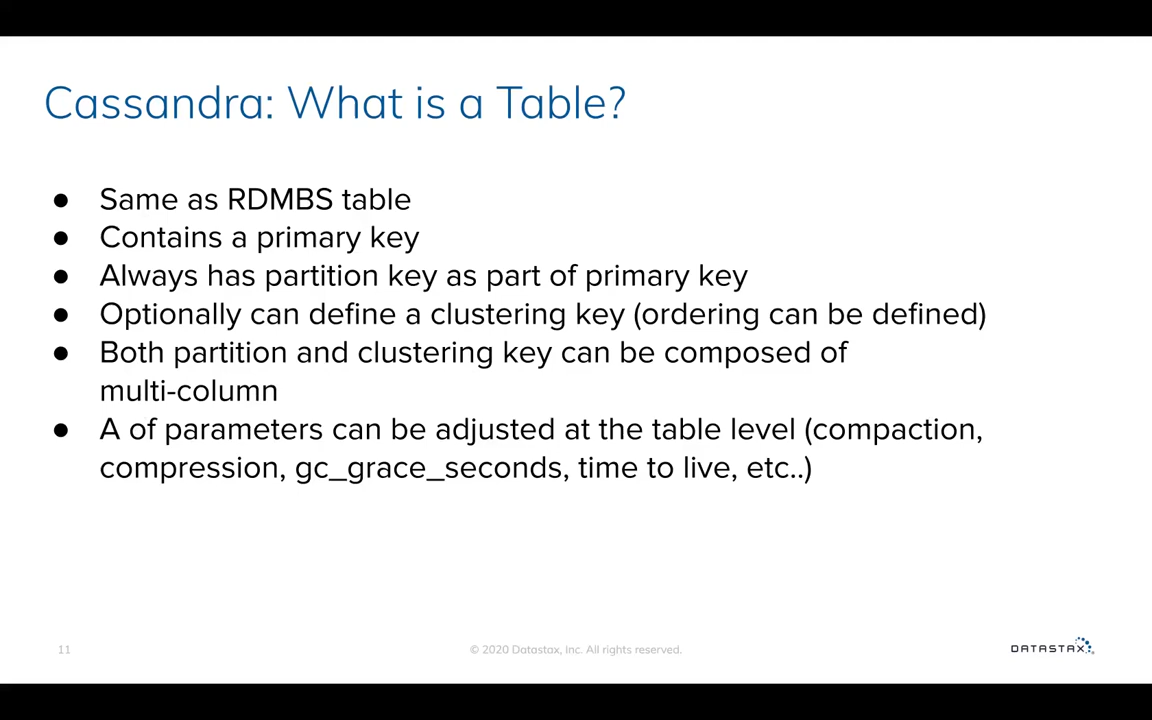 Cassandra: What is a Table?
● Same as RDMBS table
● Contains a primary key
● Always has partition key as part of primary key
● Optionally can define a clustering key (ordering can be defined)
● Both partition and clustering key can be composed of
multi-column
● A of parameters can be adjusted at the table level (compaction,
compression, gc_grace_seconds, time to live, etc..)
11
© 2020 Datastax, Inc. All rights reserved.
DATASTAX